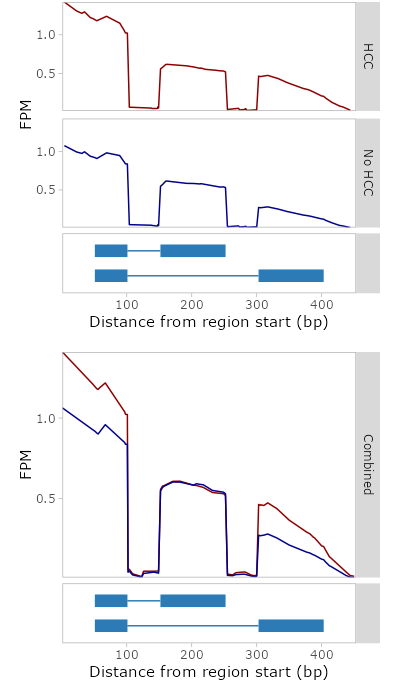 HCC
1.0
0.5
FPM
No HCC
1.0
0.5
100 200 300 400
Distance from region start (bp)
Combined
1.0
FPM
0.5
100 200 300 400
Distance from region start (bp)